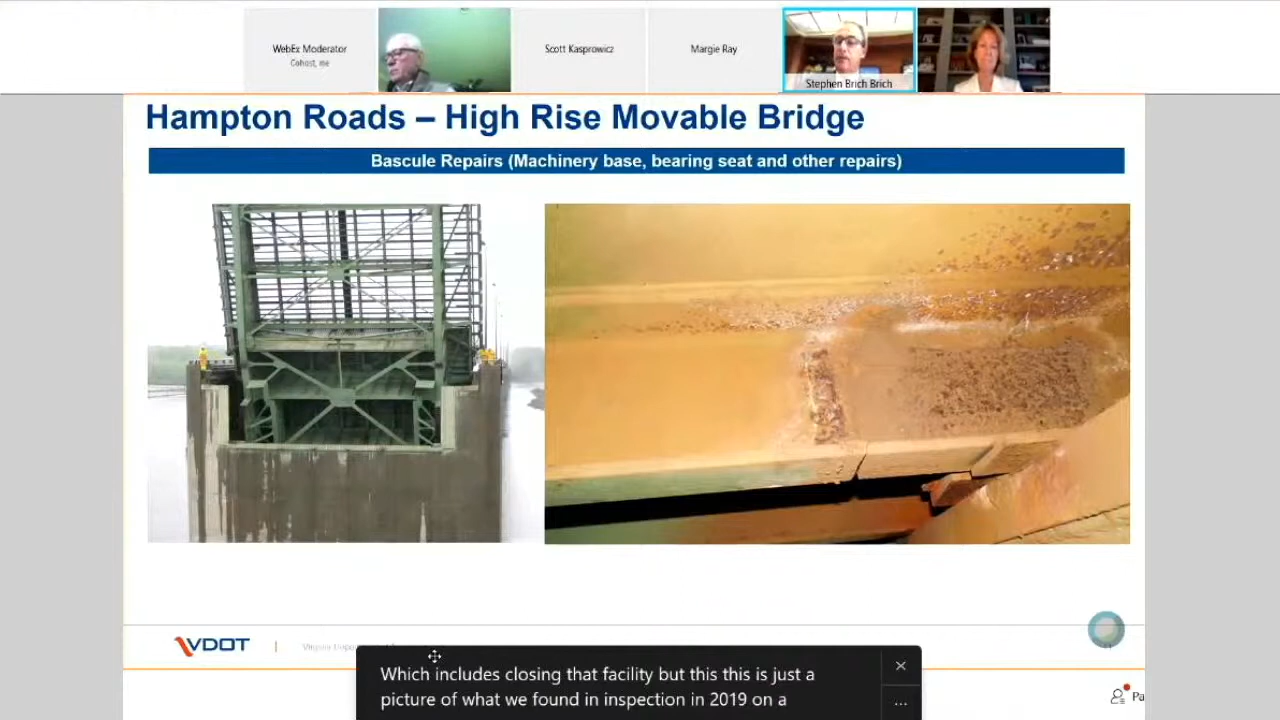 WebEx Moderator
Cohost, me
Scott Kasprowicz
Margie Ray
Stephen Brich Brich
Hampton Roads – High Rise Movable Bridge
Bascule Repairs (Machinery base, bearing seat and other repairs)
VDOT
Which includes closing that facility but this this is just a
picture of what we found in inspection in 2019 on a
Pa